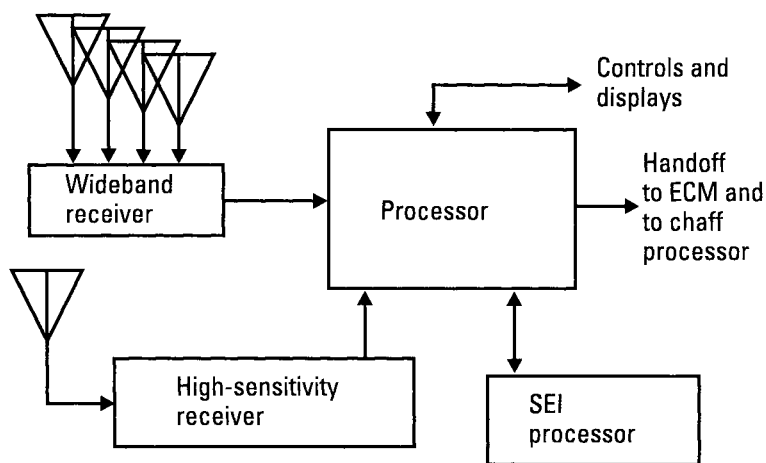 Controls and
displays
Wideband
receiver
Processor
Handoff
to ECM and
to chaff
processor
High-sensitivity
receiver
SEI
processor